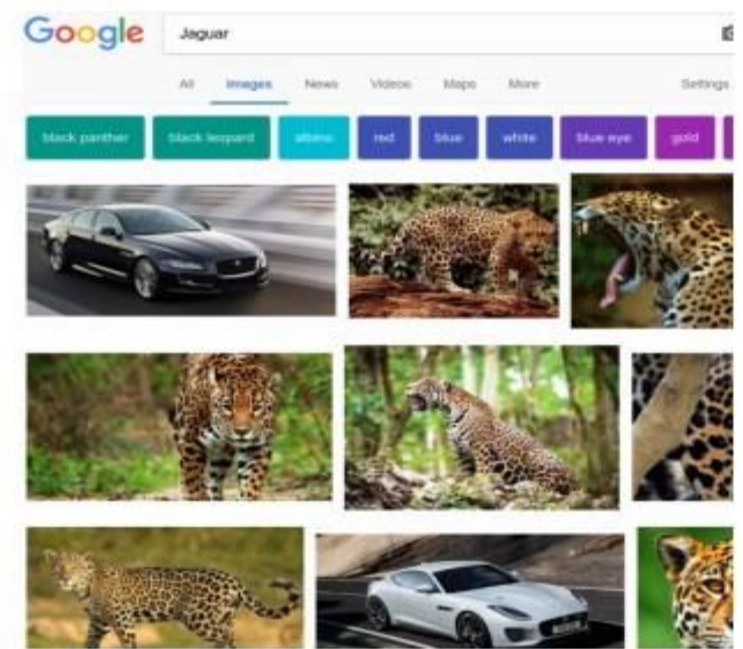 Google Jaguar
All Images News Videos Maps More Settings
black panther black leopard albino red blue white blue eye gold